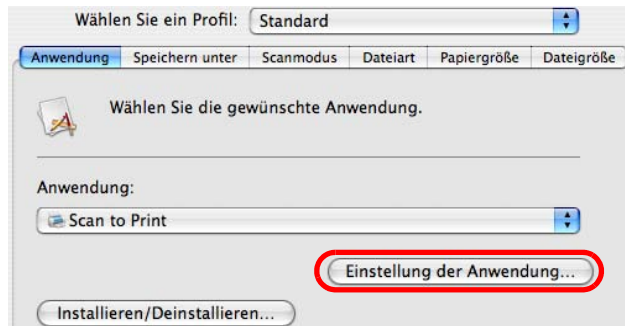 Wählen Sie ein Profil: Standard
Anwendung Speichern unter Scanmodus Dateiart Papiergröße Dateigröße
Wählen Sie die gewünschte Anwendung.
Anwendung:
Scan to Print
Einstellung der Anwendung...
Installieren/Deinstallieren...